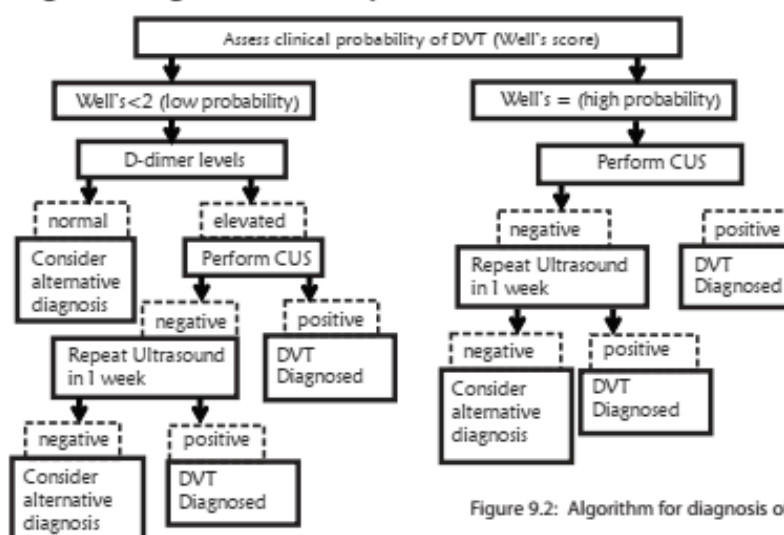 Assess clinical probability of DVT (Well's score)
Well's<2 (low probability)
Well's = (high probability)
D-dimer levels
Perform CUS
normal
elevated
negative
positive
Consider
alternative
diagnosis
Perform CUS
Repeat Ultrasound
in 1 week
DVT
Diagnosed
negative
positive
negative
positive
Repeat Ultrasound
in 1 week
DVT
Diagnosed
Consider
alternative
diagnosis
DVT
Diagnosed
negative
positive
Consider
alternative
diagnosis
DVT
Diagnosed
Figure 9.2: Algorithm for diagnosis o